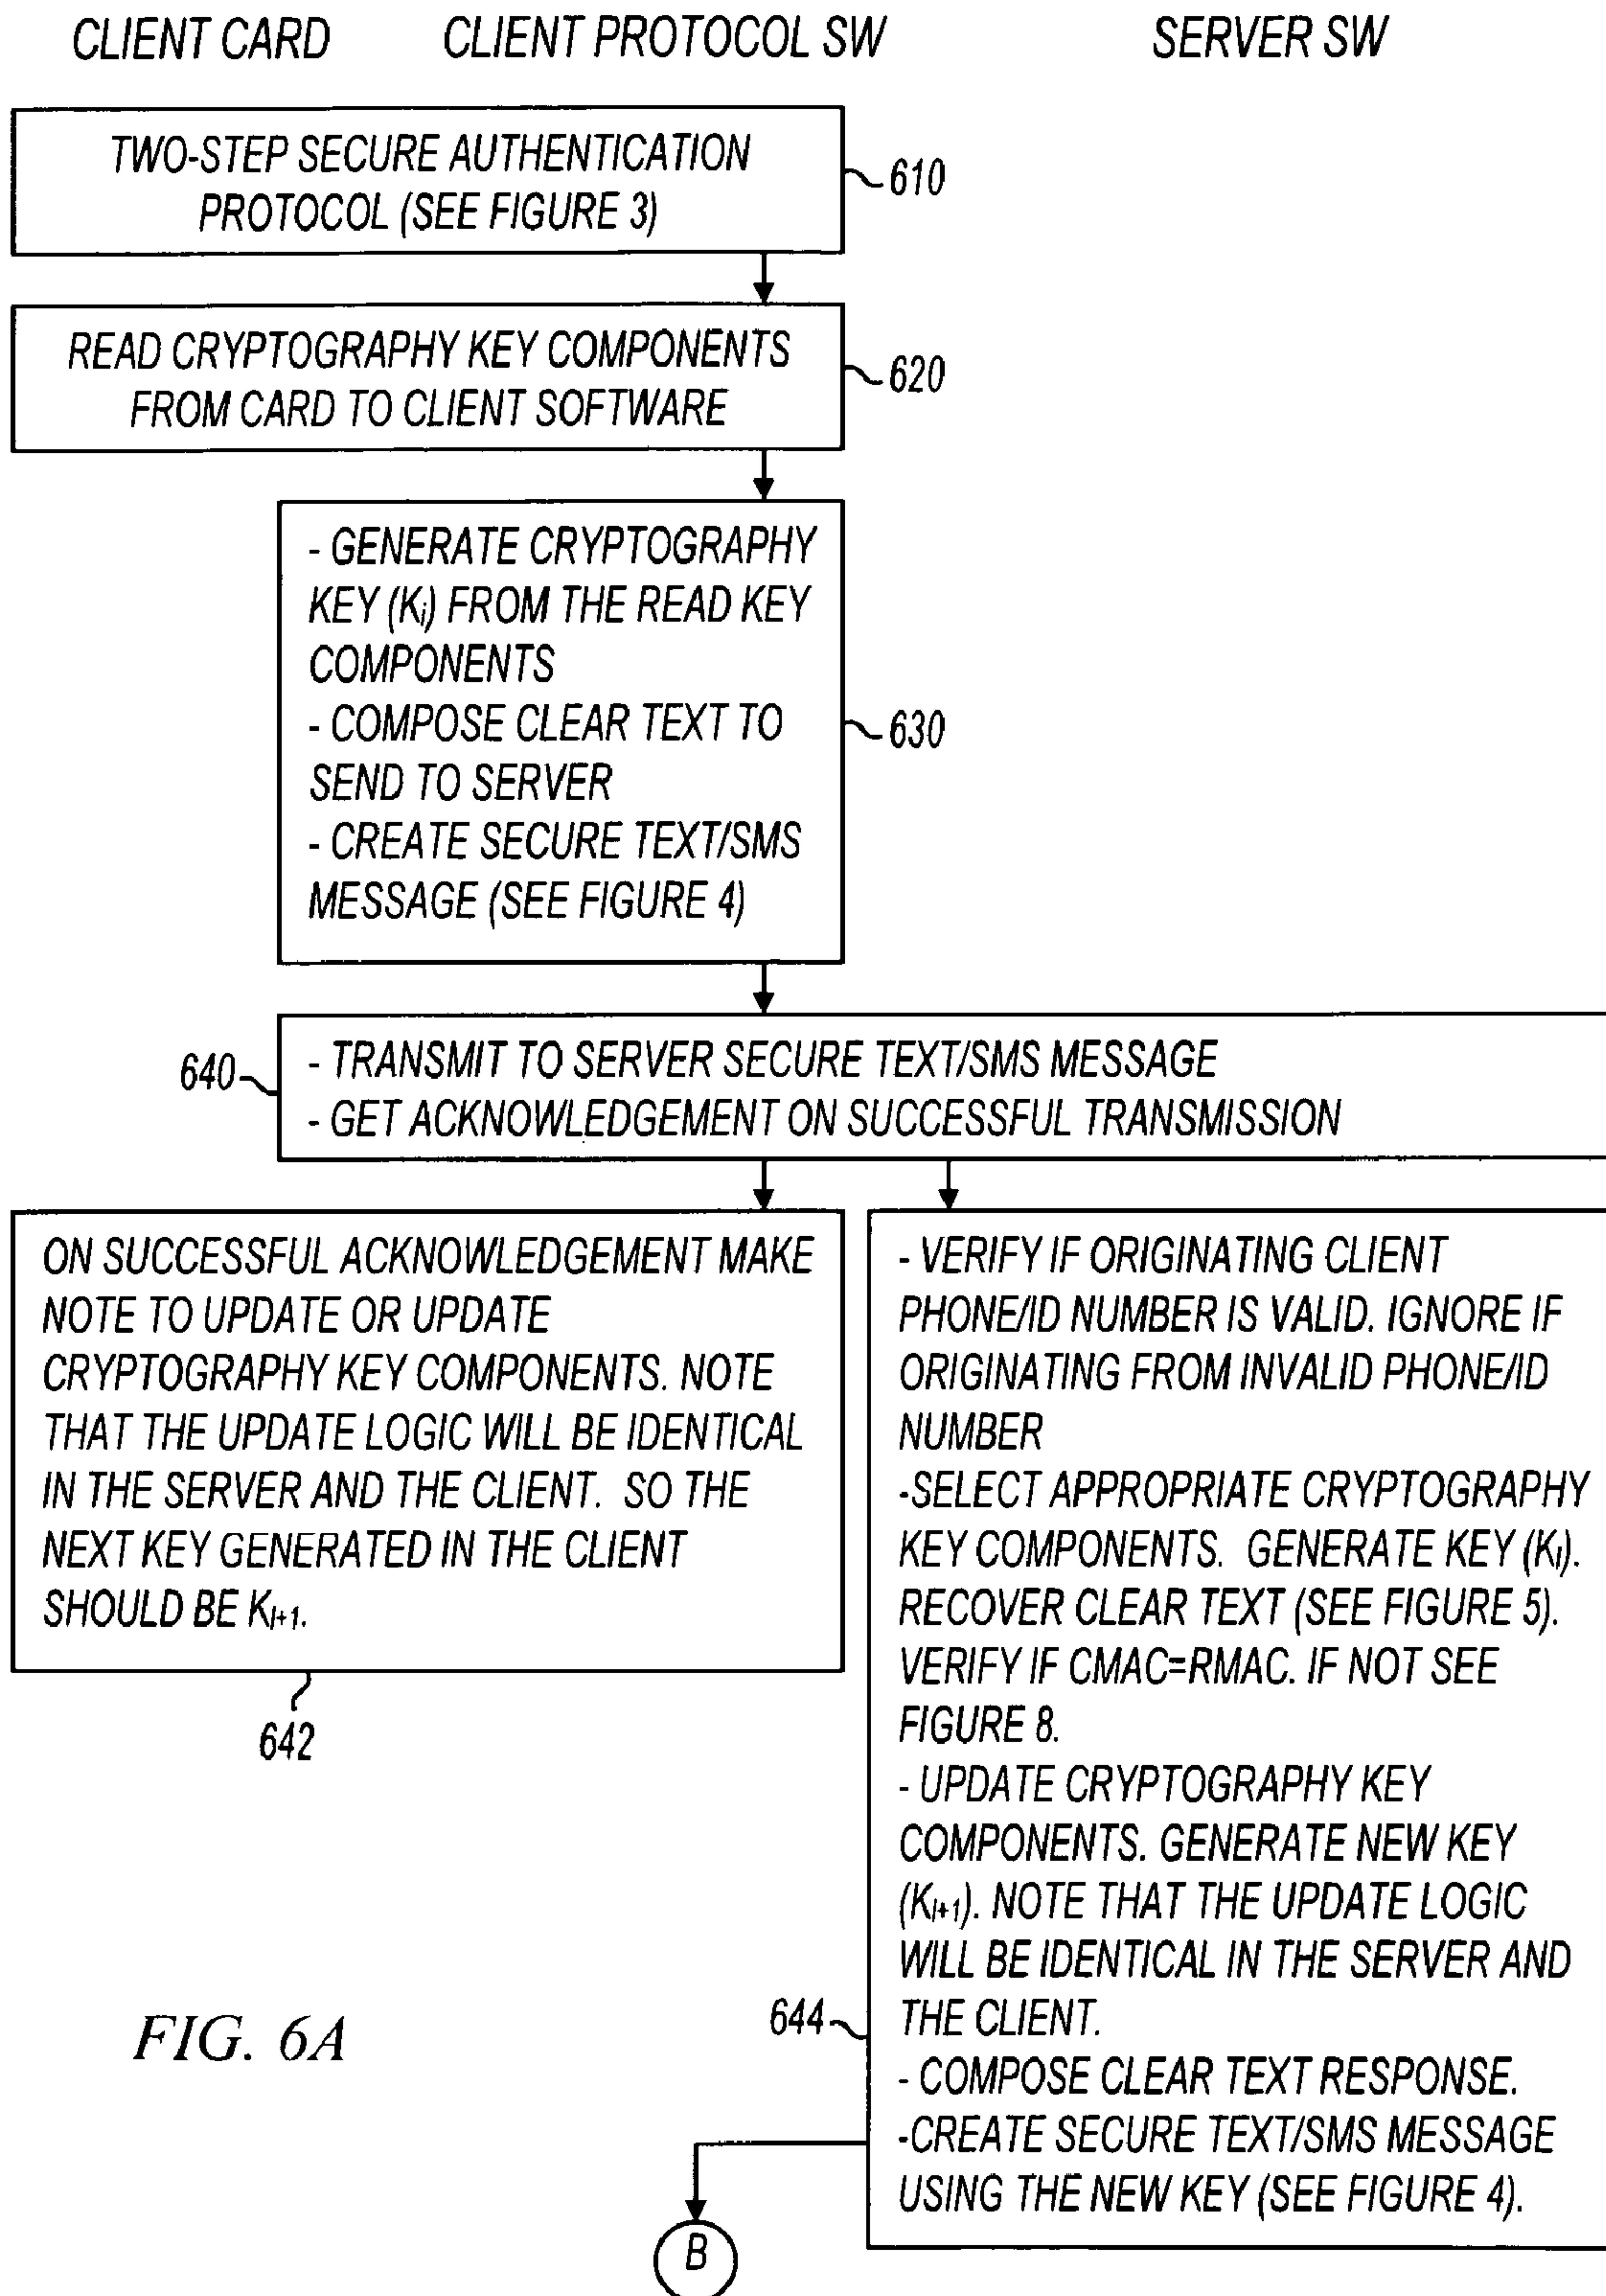 CLIENT CARD CLIENT PROTOCOL SW SERVER SW
TWO-STEP SECURE AUTHENTICATION
PROTOCOL (SEE FIGURE 3)
610
READ CRYPTOGRAPHY KEY COMPONENTS
FROM CARD TO CLIENT SOFTWARE
620
- GENERATE CRYPTOGRAPHY
KEY (Ki) FROM THE READ KEY
COMPONENTS
- COMPOSE CLEAR TEXT TO
SEND TO SERVER
- CREATE SECURE TEXT/SMS
MESSAGE (SEE FIGURE 4)
630
640
- TRANSMIT TO SERVER SECURE TEXT/SMS MESSAGE
- GET ACKNOWLEDGEMENT ON SUCCESSFUL TRANSMISSION
ON SUCCESSFUL ACKNOWLEDGEMENT MAKE
NOTE TO UPDATE OR UPDATE
CRYPTOGRAPHY KEY COMPONENTS. NOTE
THAT THE UPDATE LOGIC WILL BE IDENTICAL
IN THE SERVER AND THE CLIENT. SO THE
NEXT KEY GENERATED IN THE CLIENT
SHOULD BE Ki+1.
642
- VERIFY IF ORIGINATING CLIENT
PHONE/ID NUMBER IS VALID. IGNORE IF
ORIGINATING FROM INVALID PHONE/ID
NUMBER
-SELECT APPROPRIATE CRYPTOGRAPHY
KEY COMPONENTS. GENERATE KEY (Ki).
RECOVER CLEAR TEXT (SEE FIGURE 5).
VERIFY IF CMAC=RMAC. IF NOT SEE
FIGURE 8.
- UPDATE CRYPTOGRAPHY KEY
COMPONENTS. GENERATE NEW KEY
(Ki+1). NOTE THAT THE UPDATE LOGIC
WILL BE IDENTICAL IN THE SERVER AND
THE CLIENT.
- COMPOSE CLEAR TEXT RESPONSE.
-CREATE SECURE TEXT/SMS MESSAGE
USING THE NEW KEY (SEE FIGURE 4).
644
FIG. 6A
B